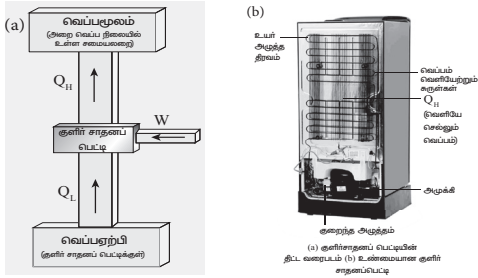 (a)
வெப்பமூலம்
(அறை வெப்ப நிலையில்
உள்ள சமையலறை)
Q_H
குளிர் சாதனப்
பெட்டி
W
Q_L
வெப்பஏற்பி
(குளிர் சாதனப் பெட்டிக்குள்)
(b)
உயர்
அழுத்த
திரவம்
வெப்பம்
வெளியேற்றும்
சுருள்கள்
Q_H
(வெளியே
செல்லும்
வெப்பம்)
அமுக்கி
குறைந்த அழுத்தம்
(a) குளிர்சாதனப் பெட்டியின்
திட்ட வரைபடம் (b) உண்மையான குளிர்
சாதனப்பெட்டி